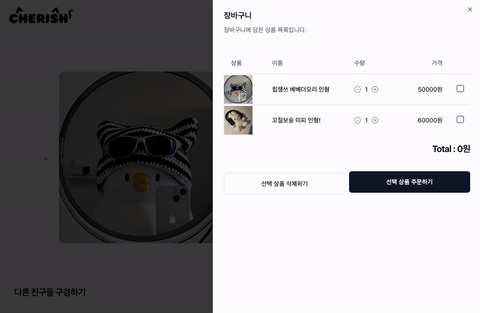 CHERISH
장바구니
장바구니에 담은 상품 목록입니다.
상품 이름 수량 가격
힙쟁쓰 베베더오리 인형 1 50000원
꼬질보송 미피 인형! 1 60000원
Total : 0원
선택 상품 삭제하기 선택 상품 주문하기
다른 친구들 구경하기